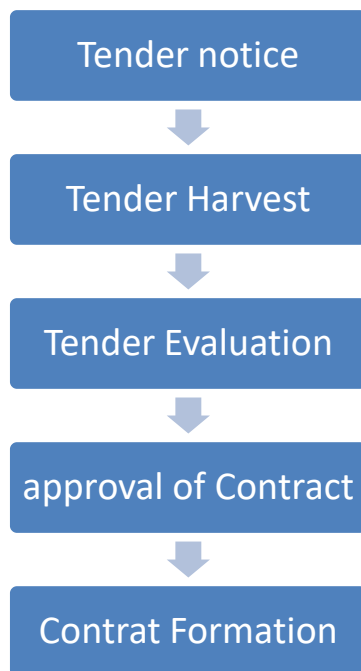 Tender notice
Tender Harvest
Tender Evaluation
approval of Contract
Contrat Formation